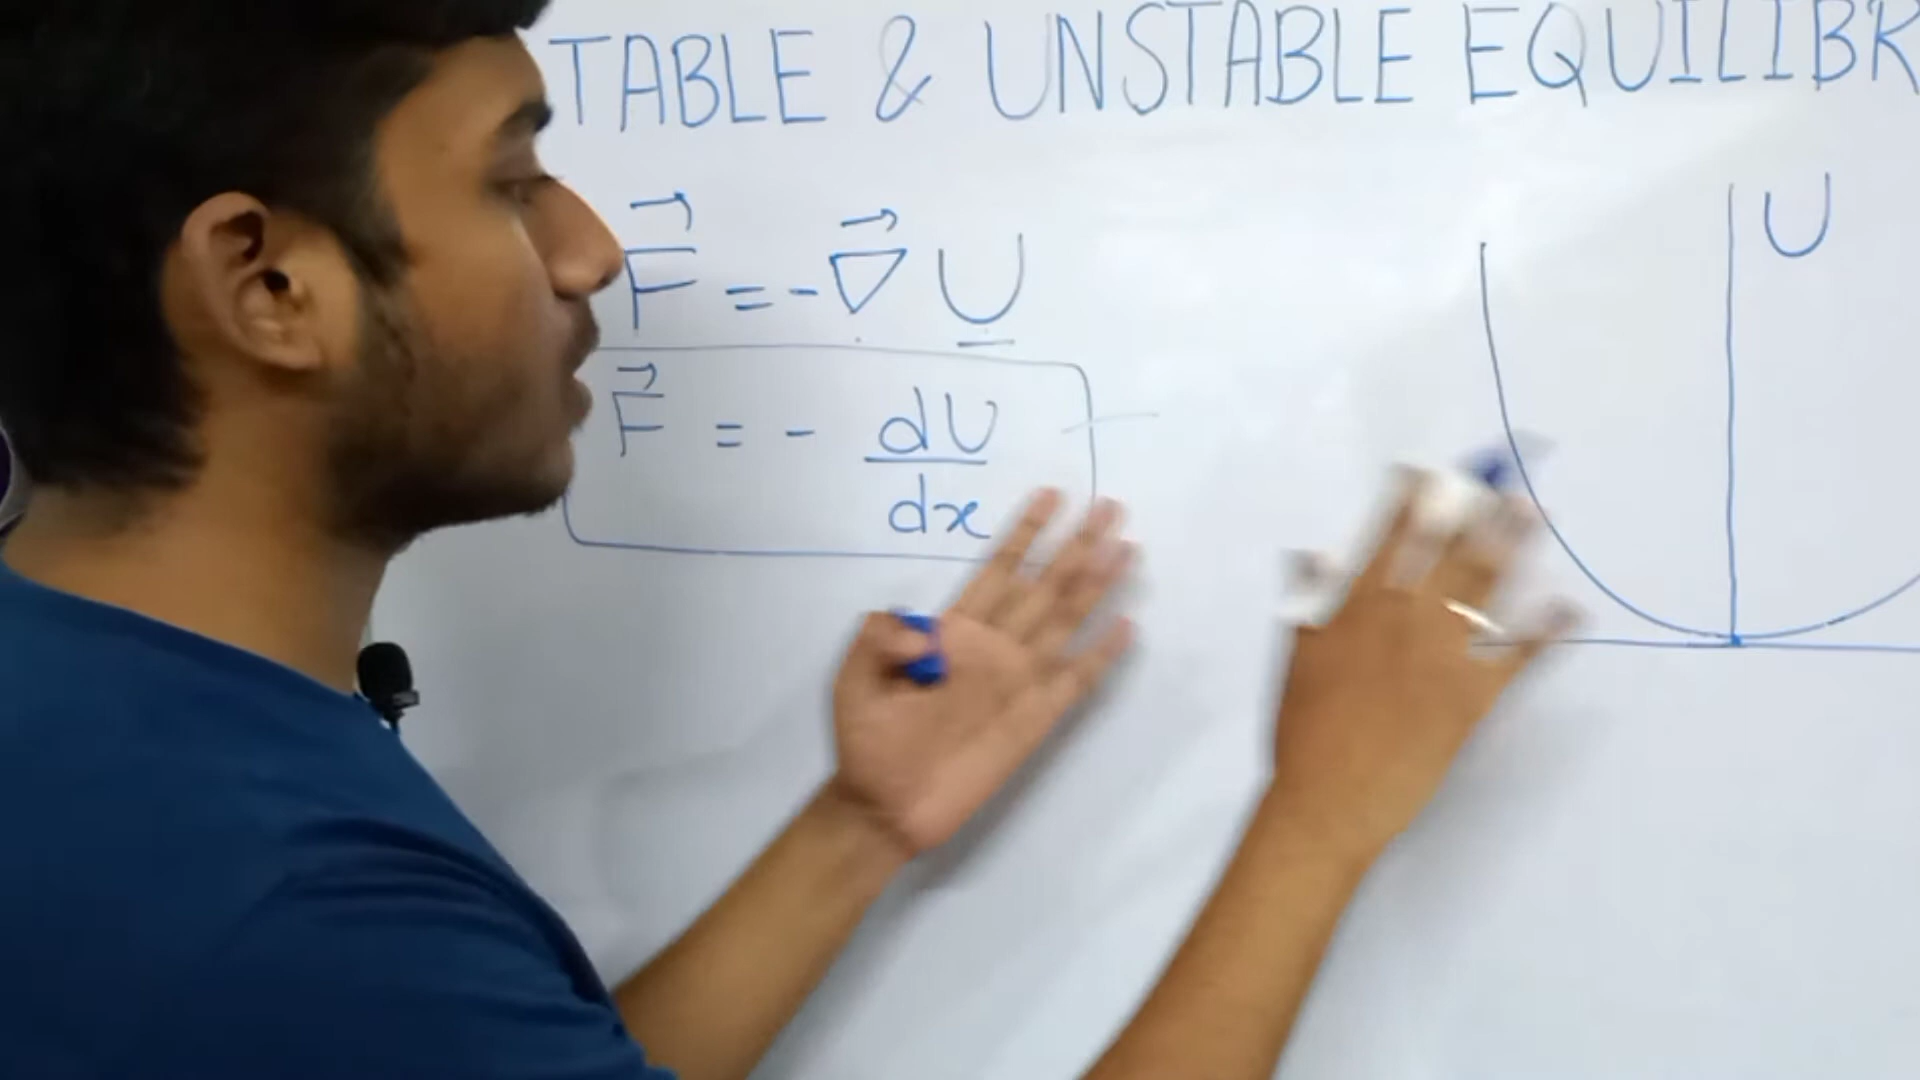 TABLE & UNSTABLE EQUILIBR
U
F⃗ = - ∇⃗ U
F⃗ = - dU/dx